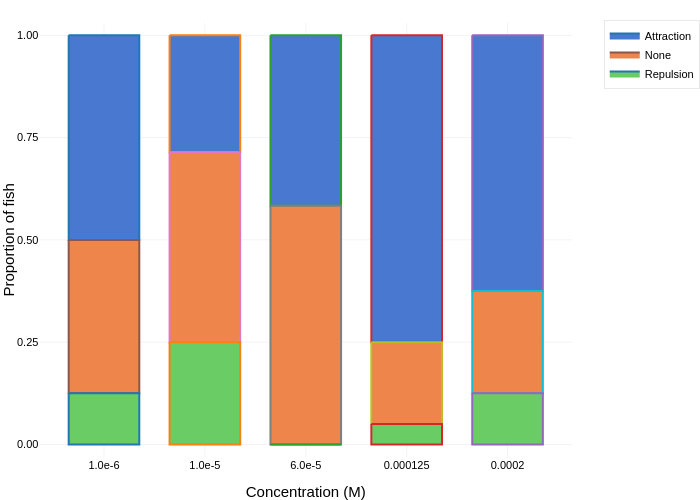 1.00
0.75
0.50
0.25
0.00
Proportion of fish
1.0e-6
1.0e-5
6.0e-5
0.000125
0.0002
Concentration (M)
Attraction
None
Repulsion